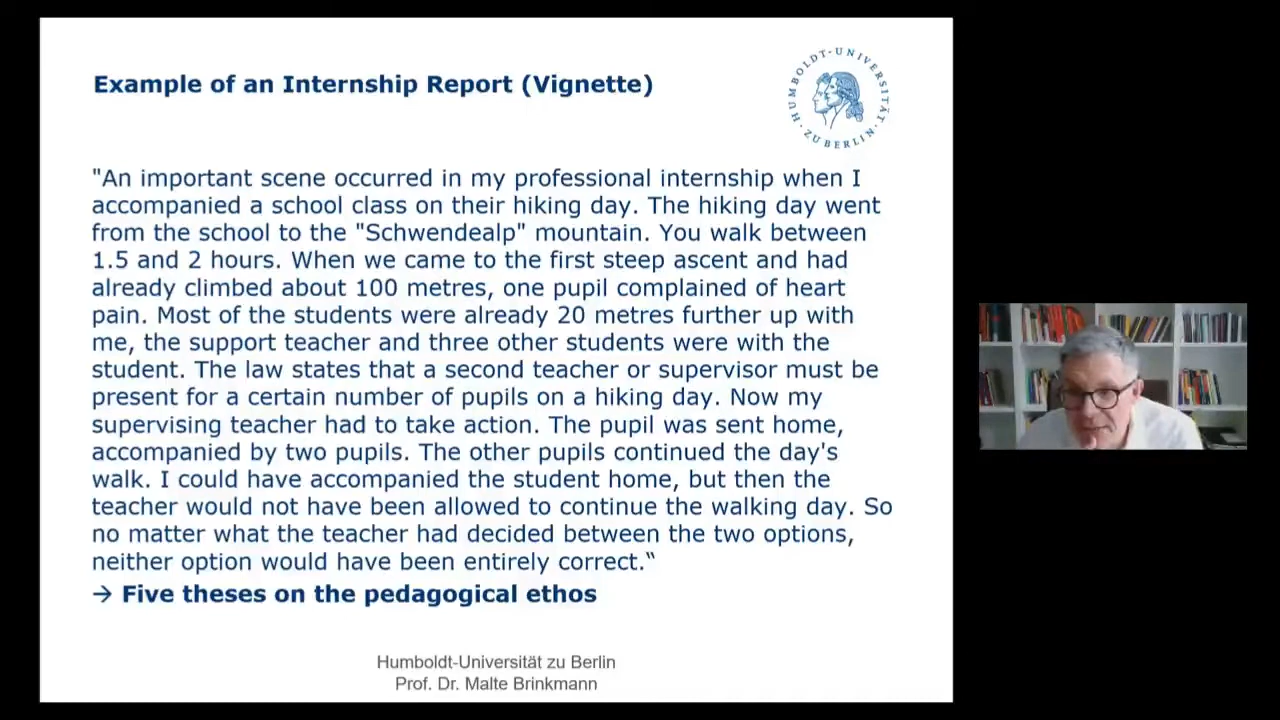 Example of an Internship Report (Vignette)
HUMBOLDT-UNIVERSITÄT ZU BERLIN
"An important scene occurred in my professional internship when I
accompanied a school class on their hiking day. The hiking day went
from the school to the "Schwendealp" mountain. You walk between
1.5 and 2 hours. When we came to the first steep ascent and had
already climbed about 100 metres, one pupil complained of heart
pain. Most of the students were already 20 metres further up with
me, the support teacher and three other students were with the
student. The law states that a second teacher or supervisor must be
present for a certain number of pupils on a hiking day. Now my
supervising teacher had to take action. The pupil was sent home,
accompanied by two pupils. The other pupils continued the day's
walk. I could have accompanied the student home, but then the
teacher would not have been allowed to continue the walking day. So
no matter what the teacher had decided between the two options,
neither option would have been entirely correct.“
→ Five theses on the pedagogical ethos
Humboldt-Universität zu Berlin
Prof. Dr. Malte Brinkmann